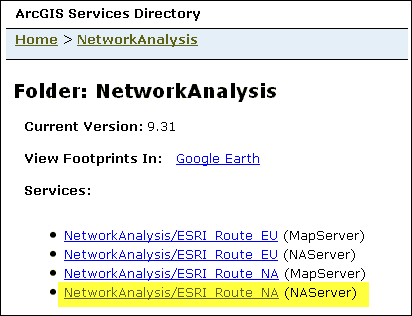 ArcGIS Services Directory
Home > NetworkAnalysis
Folder: NetworkAnalysis
Current Version: 9.31
View Footprints In: Google Earth
Services:
NetworkAnalysis/ESRI_Route_EU (MapServer)
NetworkAnalysis/ESRI_Route_EU (NAServer)
NetworkAnalysis/ESRI_Route_NA (MapServer)
NetworkAnalysis/ESRI_Route_NA (NAServer)